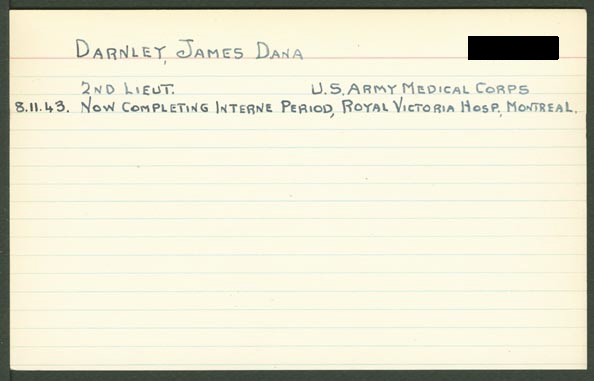 DARNLEY, JAMES DANA
2ND LIEUT. U.S. ARMY MEDICAL CORPS
8.11.43. NOW COMPLETING INTERNE PERIOD, ROYAL VICTORIA HOSP., MONTREAL.